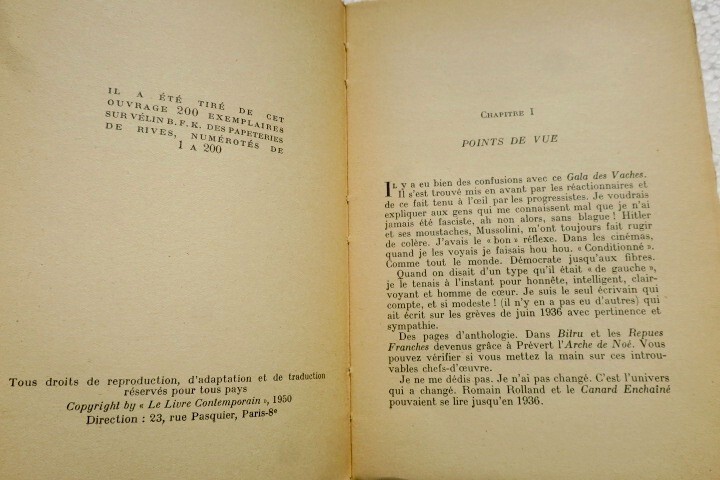 IL A ÉTÉ TIRÉ DE CET
OUVRAGE 200 EXEMPLAIRES
SUR VÉLIN B.F.K. DES PAPETERIES
DE RIVES, NUMÉROTÉS DE
1 A 200
Tous droits de reproduction, d'adaptation et de traduction
réservés pour tous pays
Copyright by « Le Livre Contemporain », 1950
Direction : 23, rue Pasquier, Paris-8e
CHAPITRE I
POINTS DE VUE
IL y a eu bien des confusions avec ce Gala des Vaches.
Il s'est trouvé mis en avant par les réactionnaires et
de ce fait tenu à l'œil par les progressistes. Je voudrais
expliquer aux gens qui me connaissent mal que je n'ai
jamais été fasciste, ah non alors, sans blague ! Hitler
et ses moustaches, Mussolini, m'ont toujours fait rugir
de colère. J'avais le « bon » réflexe. Dans les cinémas,
quand je les voyais je faisais hou hou. « Conditionné ».
Comme tout le monde. Démocrate jusqu'aux fibres.
Quand on disait d'un type qu'il était « de gauche »,
je le tenais à l'instant pour honnête, intelligent, clair-
voyant et homme de cœur. Je suis le seul écrivain qui
compte, et si modeste ! (il n'y en a pas eu d'autres) qui
ait écrit sur les grèves de juin 1936 avec pertinence et
sympathie.
Des pages d'anthologie. Dans Bitru et les Repues
Franches devenus grâce à Prévert l'Arche de Noé. Vous
pouvez vérifier si vous mettez la main sur ces introu-
vables chefs-d'œuvre.
Je ne me dédis pas. Je n'ai pas changé. C'est l'univers
qui a changé. Romain Rolland et le Canard Enchaîné
pouvaient se lire jusqu'en 1936.